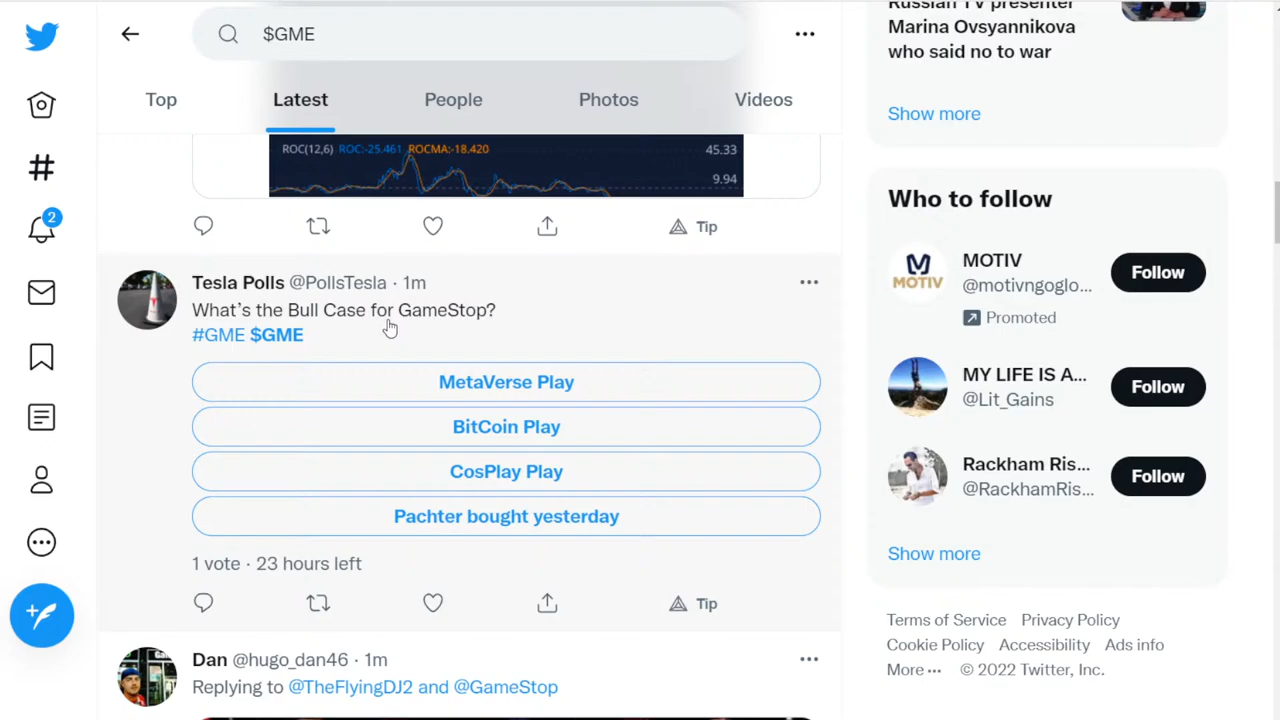 $GME
Top
Latest
People
Photos
Videos
ROC(12,6) ROC:-25.461 ROCMA:-18.420
45.33
9.94
Tip
2
Tesla Polls @PollsTesla · 1m
What's the Bull Case for GameStop?
#GME $GME
MetaVerse Play
BitCoin Play
CosPlay Play
Pachter bought yesterday
1 vote · 23 hours left
Tip
Dan @hugo_dan46 · 1m
Replying to @TheFlyingDJ2 and @GameStop
Russian TV presenter
Marina Ovsyannikova
who said no to war
Show more
Who to follow
MOTIV
@motivngoglo...
Promoted
Follow
MY LIFE IS A...
@Lit_Gains
Follow
Rackham Ris...
@RackhamRis...
Follow
Show more
Terms of Service Privacy Policy
Cookie Policy Accessibility Ads info
More ··· © 2022 Twitter, Inc.